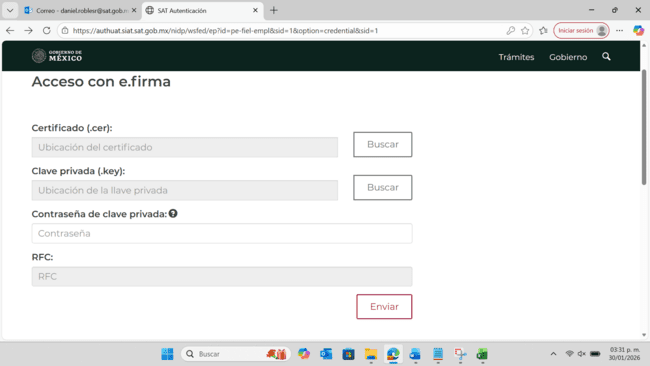 Correo - daniel.roblesr@sat.gob.m
SAT Autenticación
https://authuat.siat.sat.gob.mx/nidp/wsfed/ep?id=pe-fiel-empl&sid=1&option=credential&sid=1
Iniciar sesión
GOBIERNO DE
MÉXICO
Trámites
Gobierno
Acceso con e.firma
Certificado (.cer):
Ubicación del certificado
Buscar
Clave privada (.key):
Ubicación de la llave privada
Buscar
Contraseña de clave privada:
Contraseña
RFC:
RFC
Enviar
Buscar
03:31 p. m.
30/01/2026